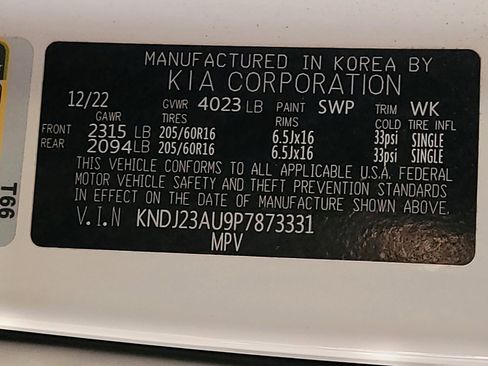 MANUFACTURED IN KOREA BY
KIA CORPORATION
12/22 GVWR 4023 LB PAINT SWP TRIM WK
GAWR TIRES RIMS COLD TIRE INFL
FRONT 2315 LB 205/60R16 6.5Jx16 33psi SINGLE
REAR 2094 LB 205/60R16 6.5Jx16 33psi SINGLE
THIS VEHICLE CONFORMS TO ALL APPLICABLE U.S.A. FEDERAL
MOTOR VEHICLE SAFETY AND THEFT PREVENTION STANDARDS
IN EFFECT ON THE DATE OF MANUFACTURE SHOWN ABOVE.
V.I.N KNDJ23AU9P7873331
MPV
T66